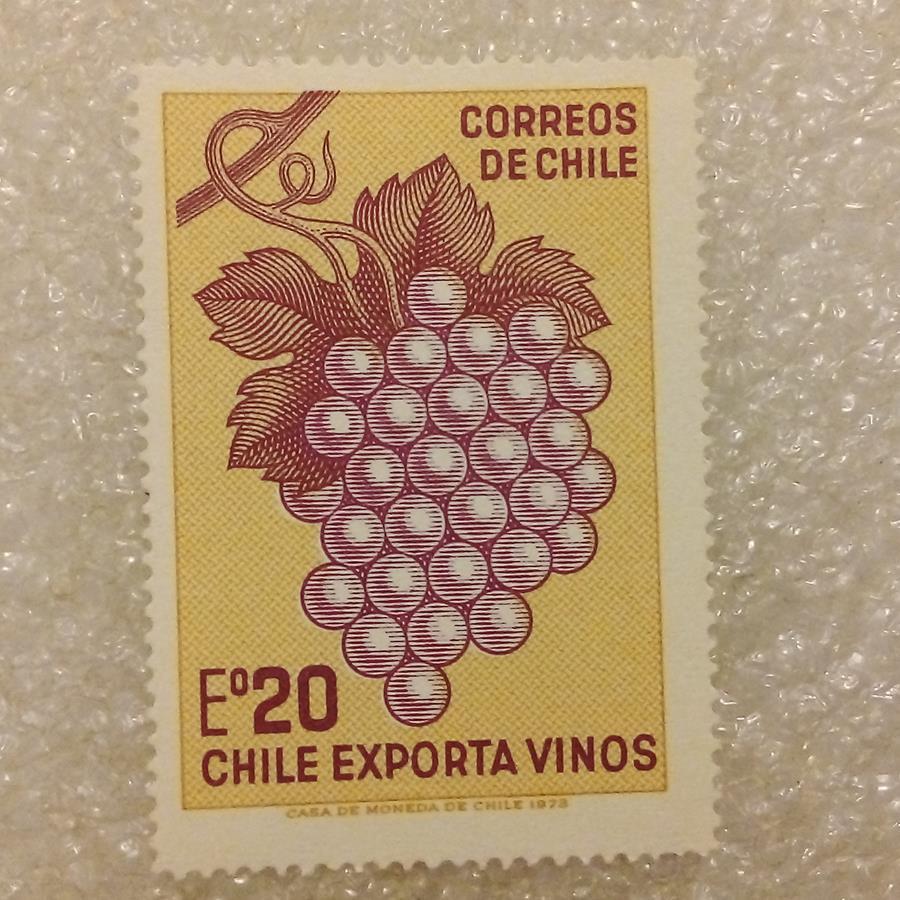 CORREOS
DE CHILE
Eº20
CHILE EXPORTA VINOS
CASA DE MONEDA DE CHILE 1973